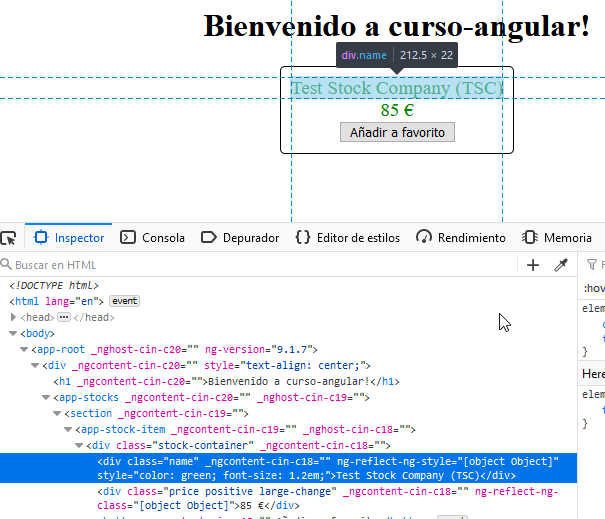 Bienvenido a curso-angular!
div.name | 212.5 × 22
Test Stock Company (TSC)
85 €
Añadir a favorito
Inspector Consola Depurador {} Editor de estilos Rendimiento Memoria
Buscar en HTML + F
<!DOCTYPE html>
<html lang="en"> event
<head> ··· </head>
<body>
<app-root _nghost-cin-c20="" ng-version="9.1.7">
<div _ngcontent-cin-c20="" style="text-align: center;">
<h1 _ngcontent-cin-c20="">Bienvenido a curso-angular!</h1>
<app-stocks _ngcontent-cin-c20="" _nghost-cin-c19="">
<section _ngcontent-cin-c19="">
<app-stock-item _ngcontent-cin-c19="" _nghost-cin-c18="">
<div class="stock-container" _ngcontent-cin-c18="">
<div class="name" _ngcontent-cin-c18="" ng-reflect-ng-style="[object Object]"
style="color: green; font-size: 1.2em;">Test Stock Company (TSC)</div>
<div class="price positive large-change" _ngcontent-cin-c18="" ng-reflect-ng-
class="[object Object]">85 €</div>
:hov
elem
c
f
}
Here
elem
f
}